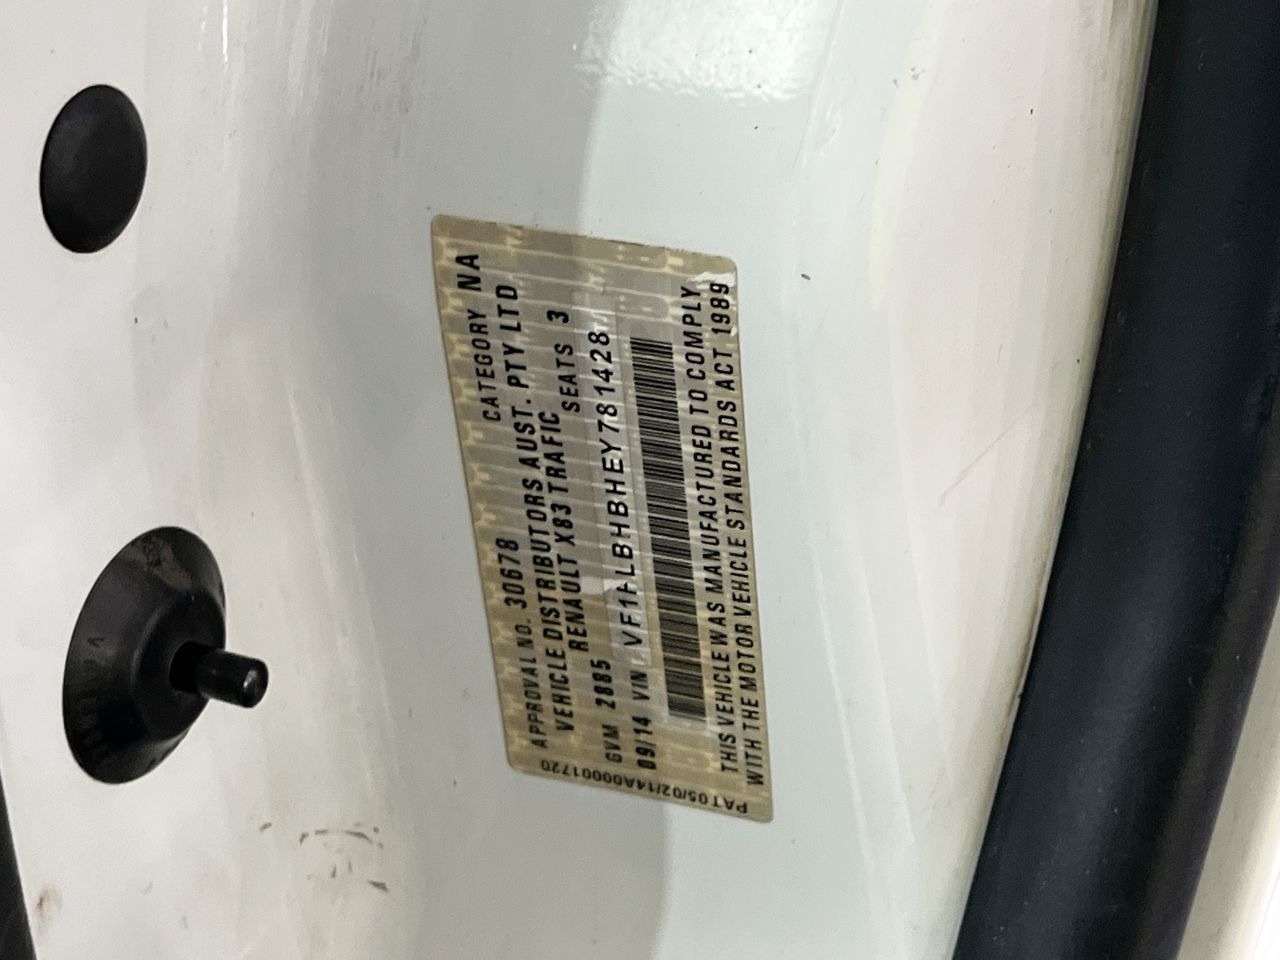 APPROVAL NO. 30678 CATEGORY NA
VEHICLE DISTRIBUTORS AUST. PTY LTD
RENAULT X83 TRAFIC
GVM 2885 SEATS 3
09/14 VIN
THIS VEHICLE WAS MANUFACTURED TO COMPLY
WITH THE MOTOR VEHICLE STANDARDS ACT 1989
PAT05/02/14A00001720